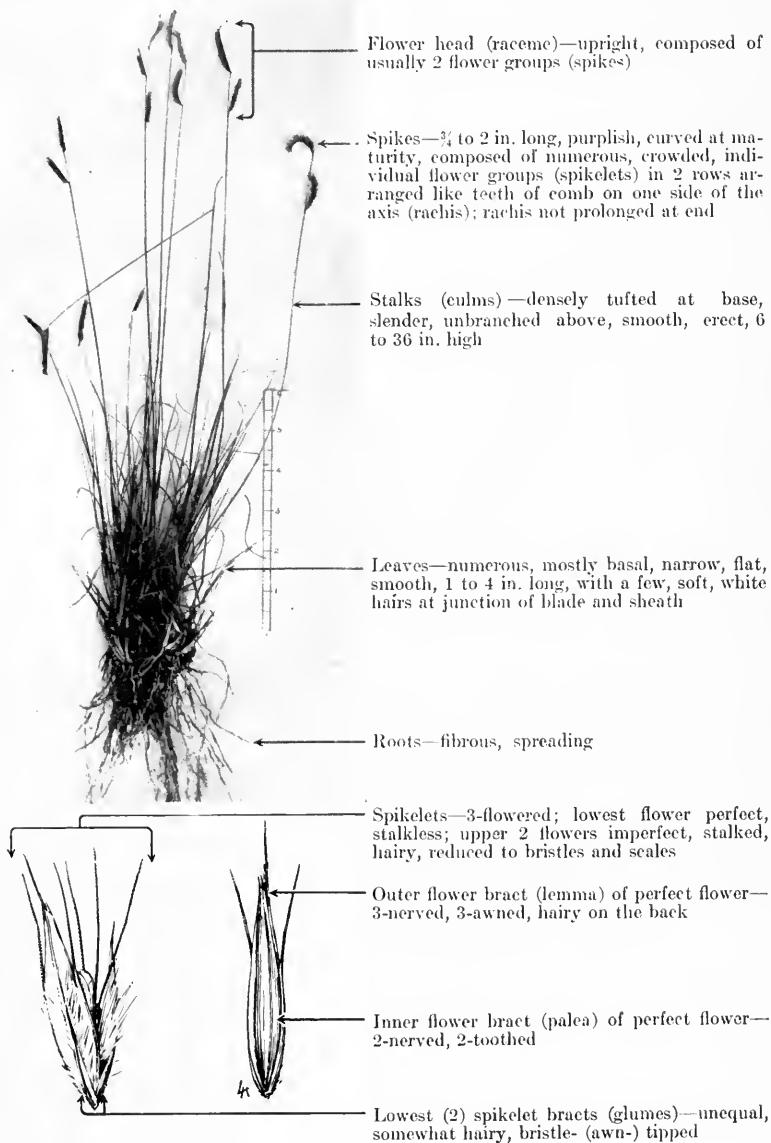 Flower head (raceme)—upright, composed of
usually 2 flower groups (spikes)
Spikes—¾ to 2 in. long, purplish, curved at ma-
turity, composed of numerous, crowded, indi-
vidual flower groups (spikelets) in 2 rows ar-
ranged like teeth of comb on one side of the
axis (rachis); rachis not prolonged at end
Stalks (culms)—densely tufted at base,
slender, unbranched above, smooth, erect, 6
to 36 in. high
Leaves—numerous, mostly basal, narrow, flat,
smooth, 1 to 4 in. long, with a few, soft, white
hairs at junction of blade and sheath
Roots—fibrous, spreading
Spikelets—3-flowered; lowest flower perfect,
stalkless; upper 2 flowers imperfect, stalked,
hairy, reduced to bristles and scales
Outer flower bract (lemma) of perfect flower—
3-nerved, 3-awned, hairy on the back
Inner flower bract (palea) of perfect flower—
2-nerved, 2-toothed
Lowest (2) spikelet bracts (glumes)—unequal,
somewhat hairy, bristle- (awn-) tipped